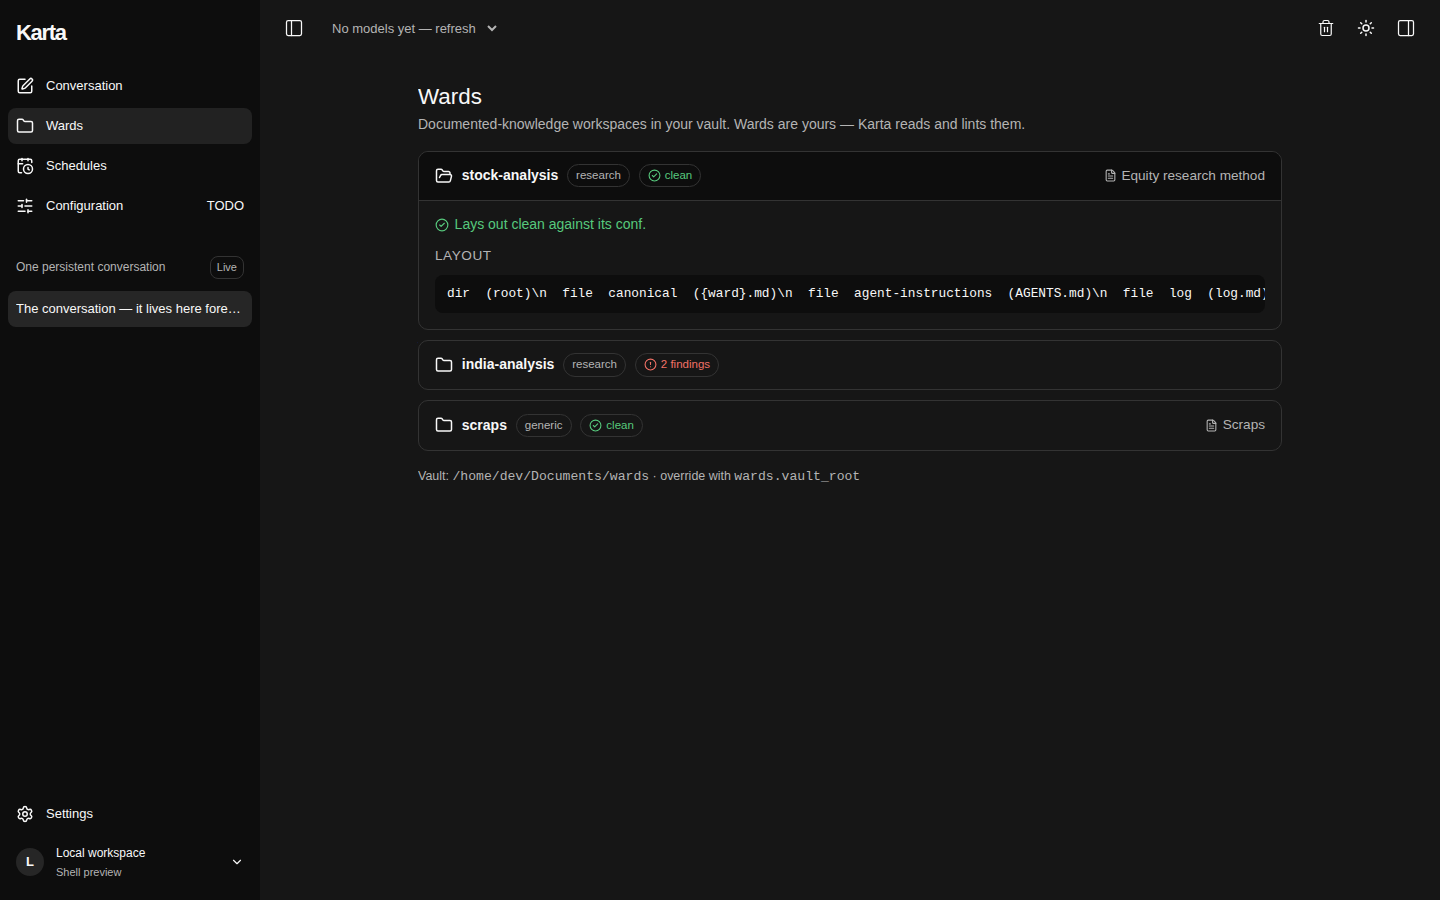 Karta
Conversation
Wards
Schedules
Configuration TODO
One persistent conversation Live
The conversation — it lives here fore…
Settings
L
Local workspace
Shell preview
No models yet — refresh
Wards
Documented-knowledge workspaces in your vault. Wards are yours — Karta reads and lints them.
stock-analysis research clean Equity research method
Lays out clean against its conf.
LAYOUT
dir (root)\n file canonical ({ward}.md)\n file agent-instructions (AGENTS.md)\n file log (log.md)
india-analysis research 2 findings
scraps generic clean Scraps
Vault: /home/dev/Documents/wards · override with wards.vault_root